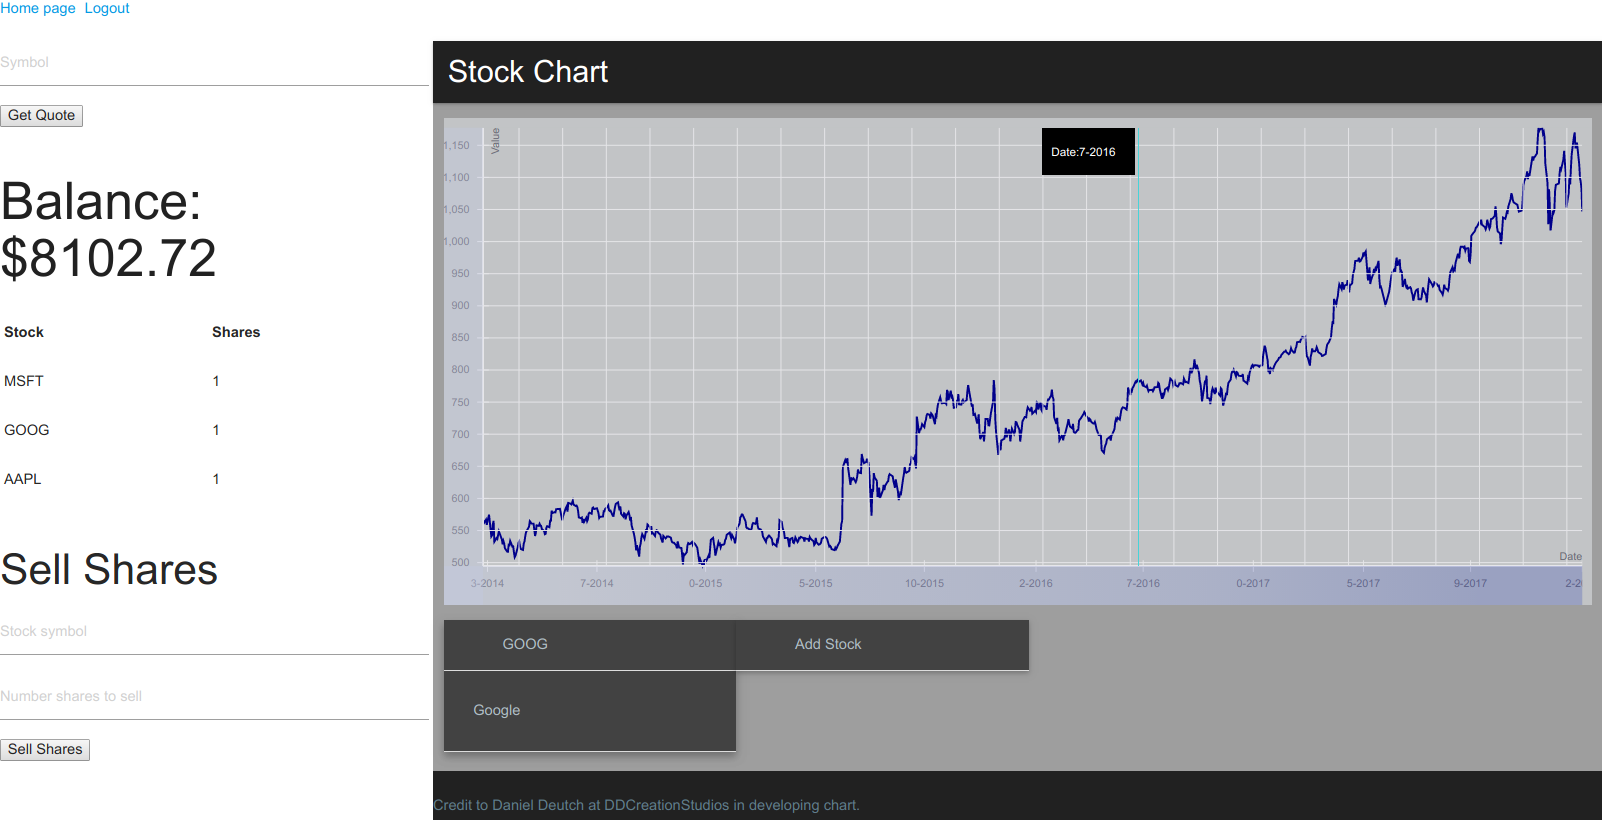 Home page Logout
Symbol
Get Quote
Balance:
$8102.72
Stock Shares
MSFT 1
GOOG 1
AAPL 1
Sell Shares
Stock symbol
Number shares to sell
Sell Shares
Stock Chart
Value
Date:7-2016
1,150
1,100
1,050
1,000
950
900
850
800
750
700
650
600
550
500
Date
3-2014 7-2014 0-2015 5-2015 10-2015 2-2016 7-2016 0-2017 5-2017 9-2017 2-20
GOOG Add Stock
Google
Credit to Daniel Deutch at DDCreationStudios in developing chart.